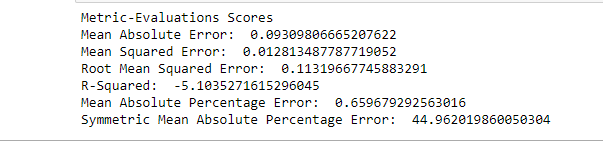 Metric-Evaluations Scores
Mean Absolute Error:  0.09309806665207622
Mean Squared Error:  0.012813487787719052
Root Mean Squared Error:  0.11319667745883291
R-Squared:  -5.1035271615296045
Mean Absolute Percentage Error:  0.659679292563016
Symmetric Mean Absolute Percentage Error:  44.962019860050304